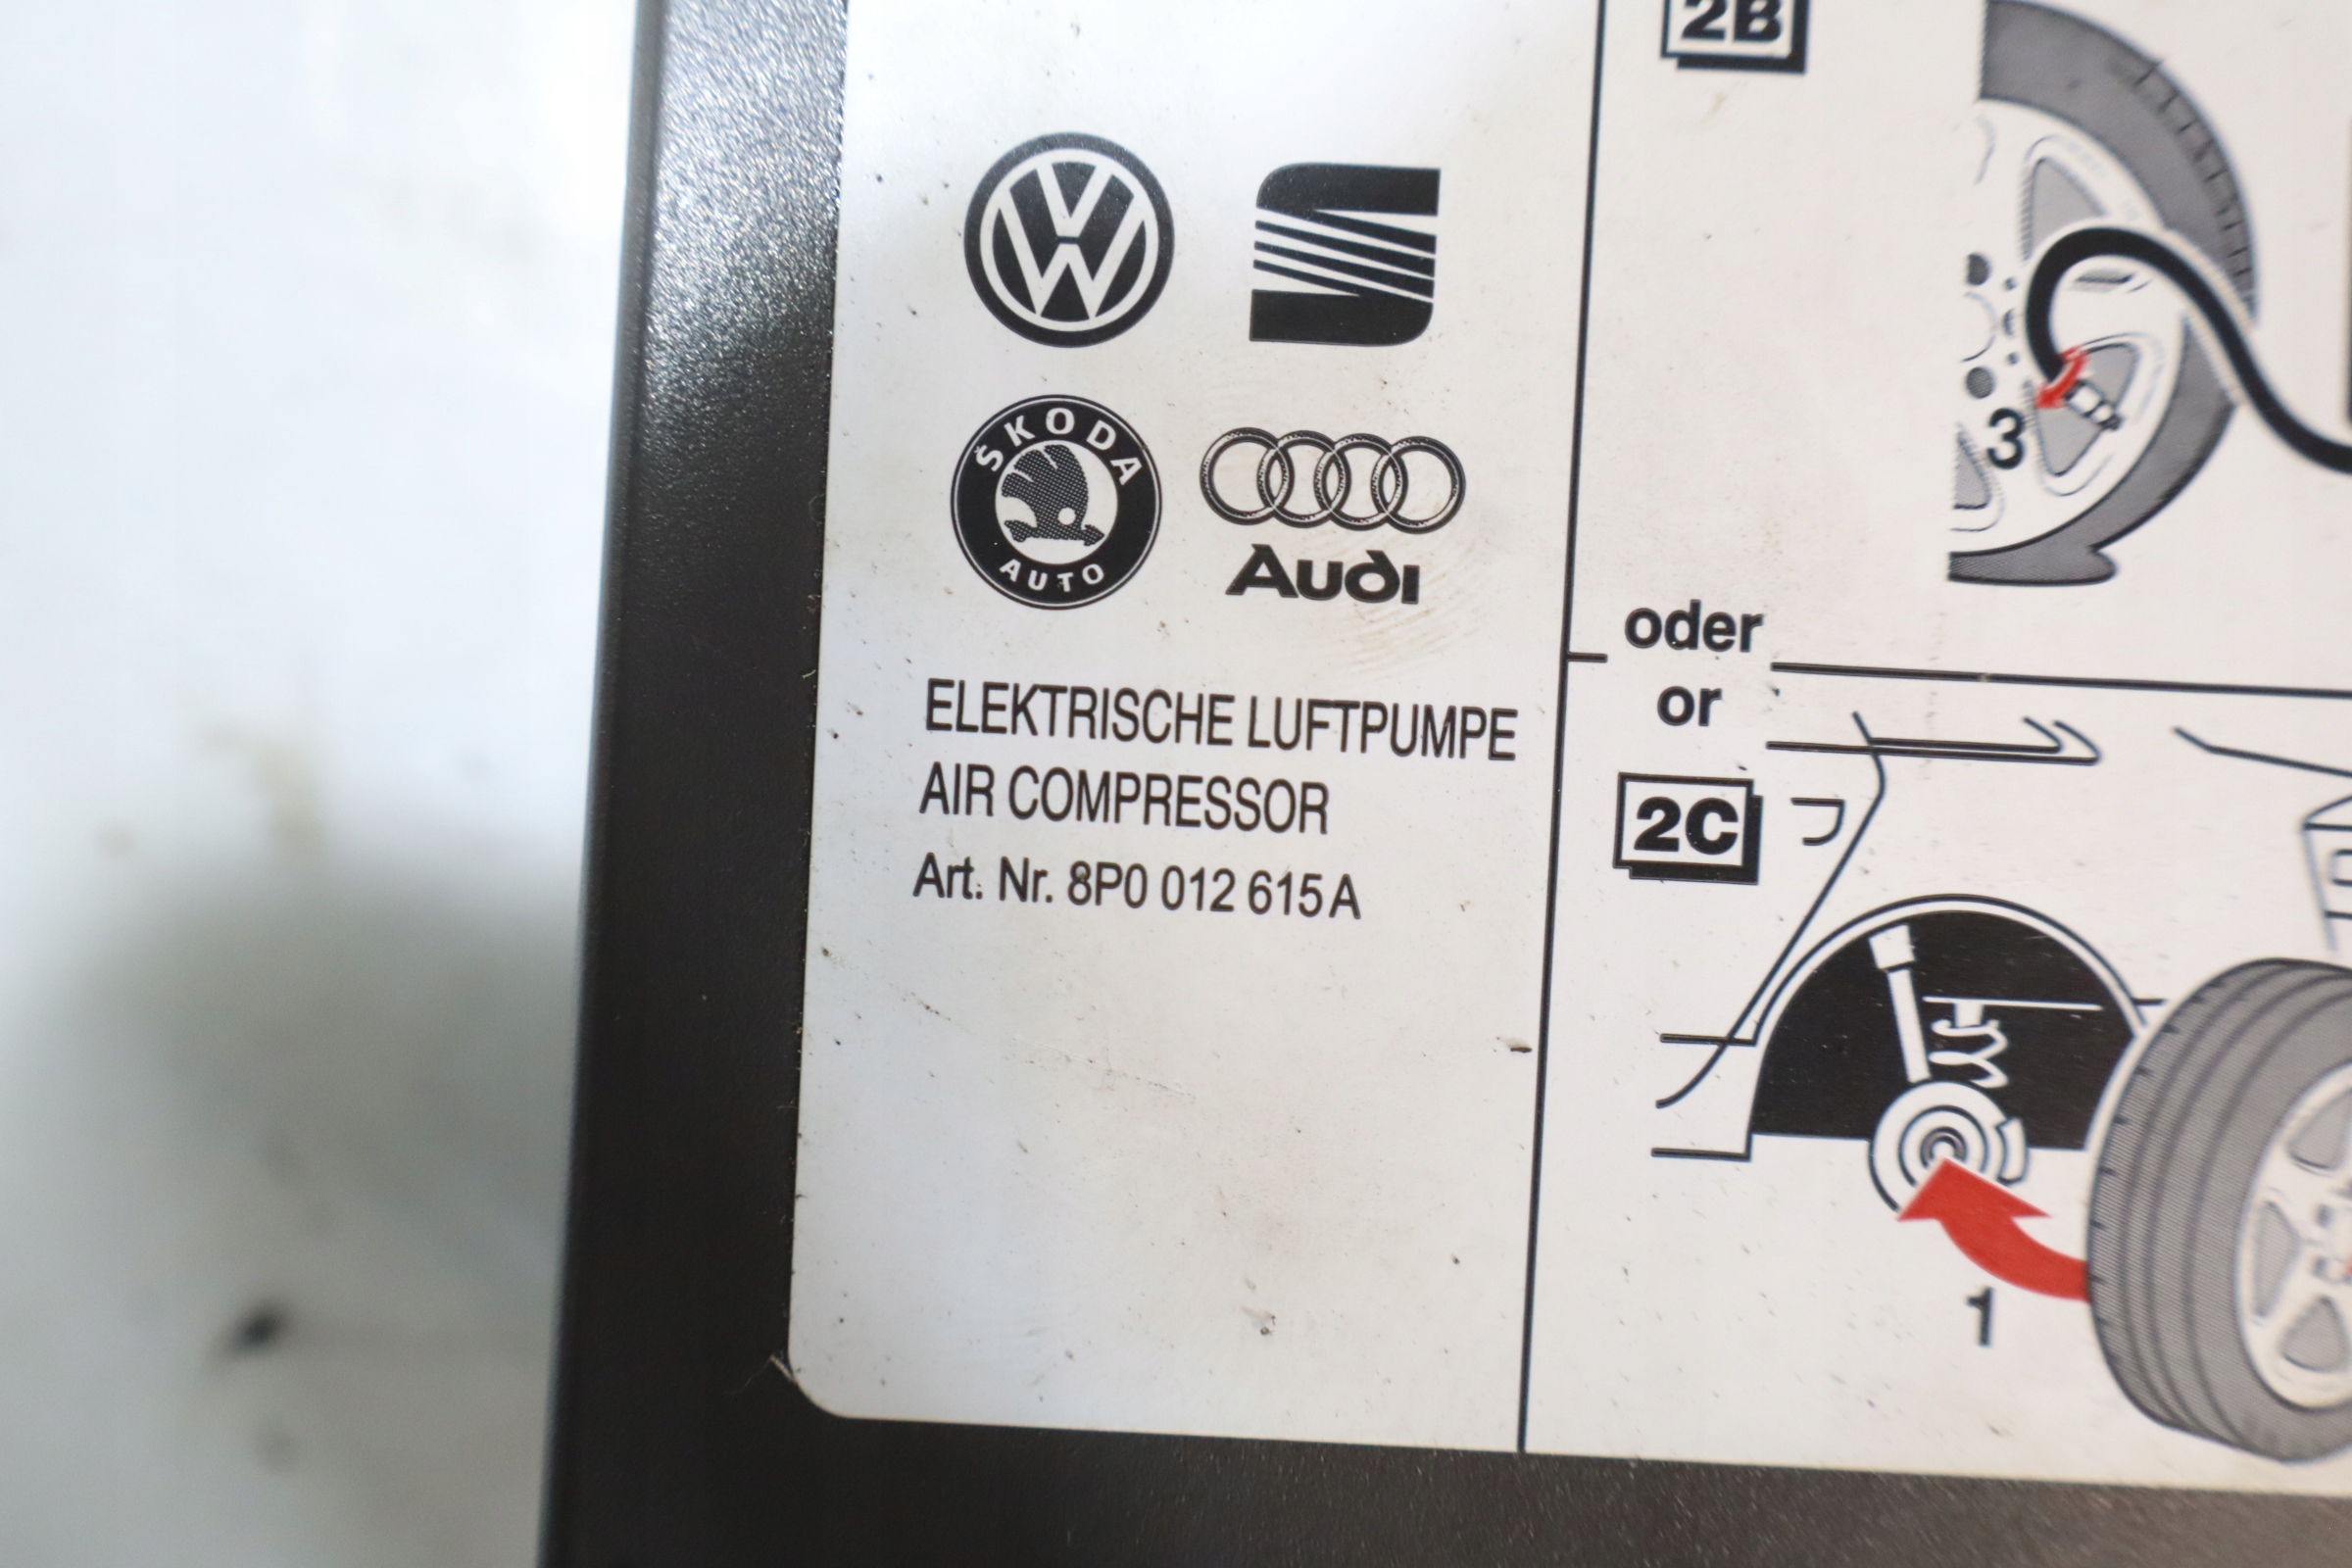 2B
ŠKODA
AUTO
Audi
ELEKTRISCHE LUFTPUMPE
AIR COMPRESSOR
Art. Nr. 8P0 012 615 A
3
oder
or
2C
1